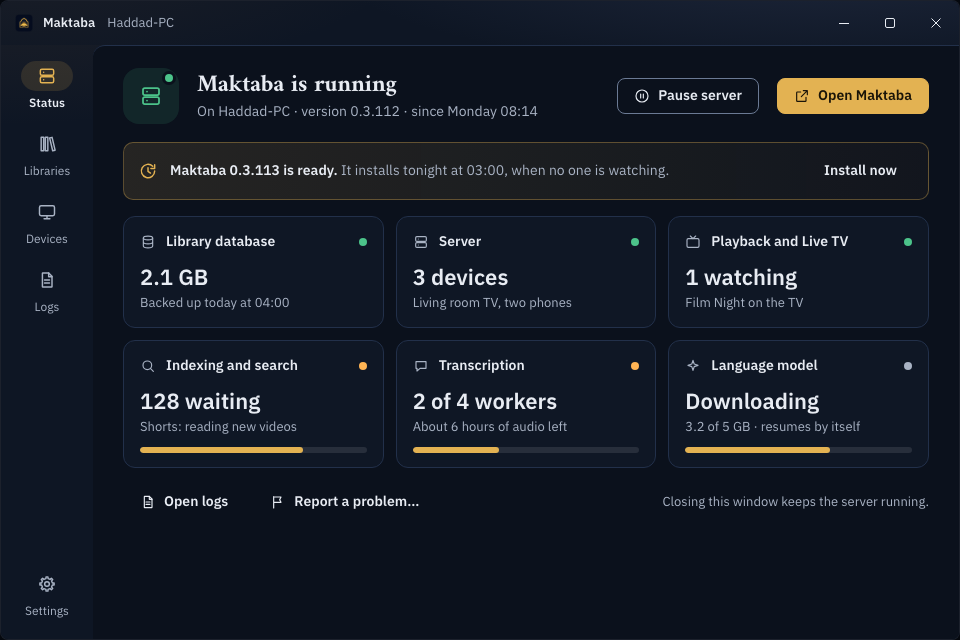 Maktaba Haddad-PC
Status
Libraries
Devices
Logs
Settings
Maktaba is running
On Haddad-PC · version 0.3.112 · since Monday 08:14
Pause server
Open Maktaba
Maktaba 0.3.113 is ready. It installs tonight at 03:00, when no one is watching.
Install now
Library database
2.1 GB
Backed up today at 04:00
Server
3 devices
Living room TV, two phones
Playback and Live TV
1 watching
Film Night on the TV
Indexing and search
128 waiting
Shorts: reading new videos
Transcription
2 of 4 workers
About 6 hours of audio left
Language model
Downloading
3.2 of 5 GB · resumes by itself
Open logs
Report a problem...
Closing this window keeps the server running.